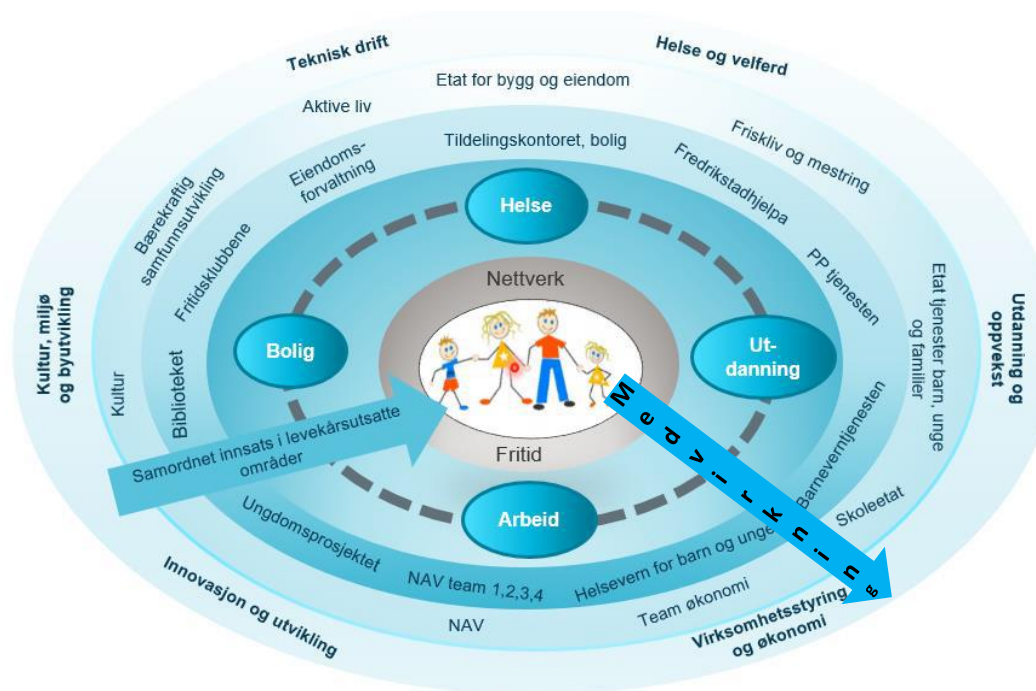 Teknisk drift
Helse og velferd
Etat for bygg og eiendom
Aktive liv
Friskliv og mestring
Tildelingskontoret, bolig
Eiendoms-
forvaltning
Fredrikstadhjelpa
Bærekraftig
samfunnsutvikling
Fritidsklubbene
Helse
PP tjenesten
Nettverk
Etat tjenester barn, unge
og familier
Utdanning og
oppvekst
Kultur, miljø
og byutvikling
Kultur
Biblioteket
Bolig
Ut-
danning
Samordnet innsats i levekårsutsatte
områder
Medvirkning
Fritid
Arbeid
Barneverntjenesten
Skoleetat
Ungdomsprosjektet
NAV team 1,2,3,4
Helsevern for barn og unge
Innovasjon og utvikling
NAV
Team økonomi
Virksomhetsstyring
og økonomi